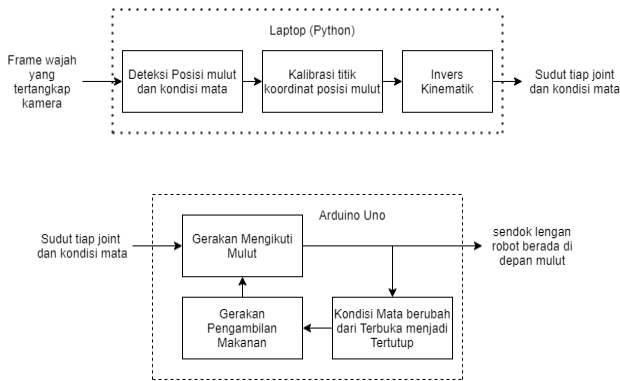 Laptop (Python)
Frame wajah
yang
tertangkap
kamera
Deteksi Posisi mulut
dan kondisi mata
Kalibrasi titik
koordinat posisi mulut
Invers
Kinematik
Sudut tiap joint
dan kondisi mata
Arduino Uno
Sudut tiap joint
dan kondisi mata
Gerakan Mengikuti
Mulut
sendok lengan
robot berada di
depan mulut
Gerakan
Pengambilan
Makanan
Kondisi Mata berubah
dari Terbuka menjadi
Tertutup